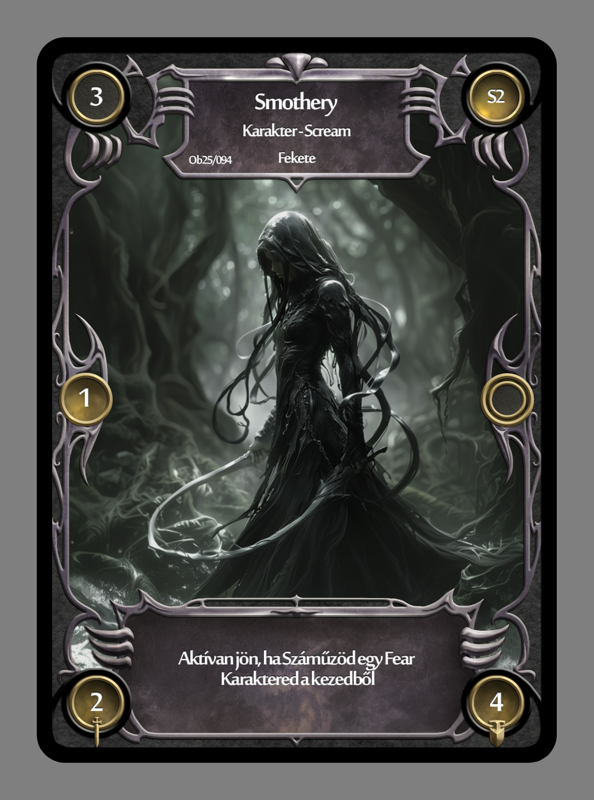 3
Smothery
S2
Karakter - Scream
Ob25/094
Fekete
1
Aktívan jön, ha Száműzöd egy Fear
Karaktered a kezedből
2
4